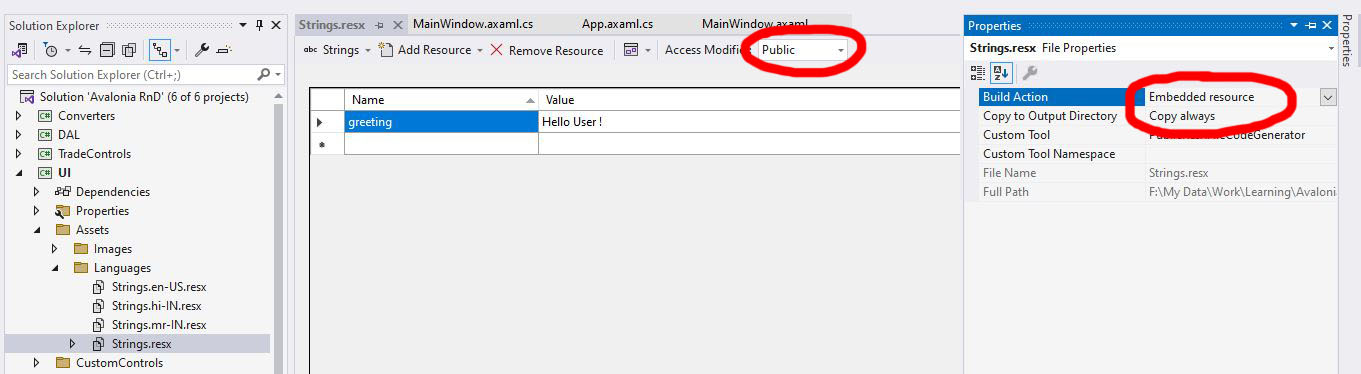 Solution Explorer
Search Solution Explorer (Ctrl+;)
Solution 'Avalonia RnD' (6 of 6 projects)
C# Converters
C# DAL
C# TradeControls
C# UI
Dependencies
Properties
Assets
Images
Languages
Strings.en-US.resx
Strings.hi-IN.resx
Strings.mr-IN.resx
Strings.resx
CustomControls
Strings.resx MainWindow.axaml.cs App.axaml.cs MainWindow.axaml
abc Strings Add Resource Remove Resource Access Modifi Public
Name Value
greeting Hello User !
*
Properties
Strings.resx File Properties
Build Action Embedded resource
Copy to Output Directory Copy always
Custom Tool
Custom Tool Namespace
File Name Strings.resx
Full Path F:\My Data\Work\Learning\Avaloni
Properties